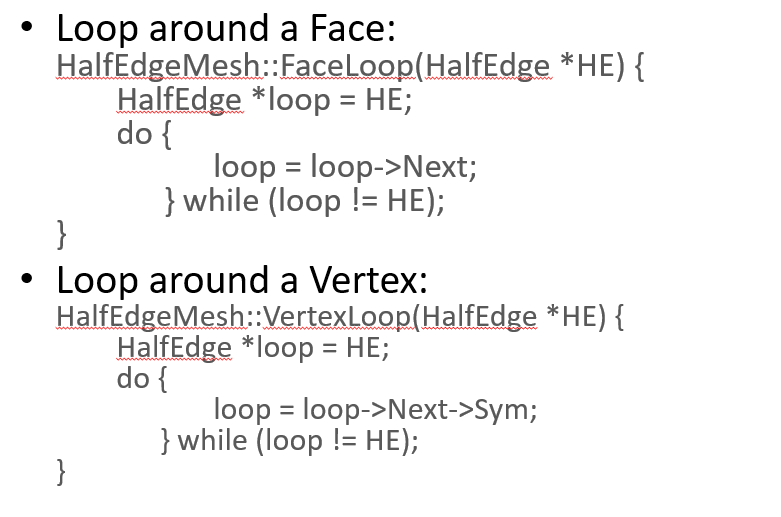 • Loop around a Face:
HalfEdgeMesh::FaceLoop(HalfEdge *HE) {
HalfEdge *loop = HE;
do {
loop = loop->Next;
} while (loop != HE);
}
• Loop around a Vertex:
HalfEdgeMesh::VertexLoop(HalfEdge *HE) {
HalfEdge *loop = HE;
do {
loop = loop->Next->Sym;
} while (loop != HE);
}